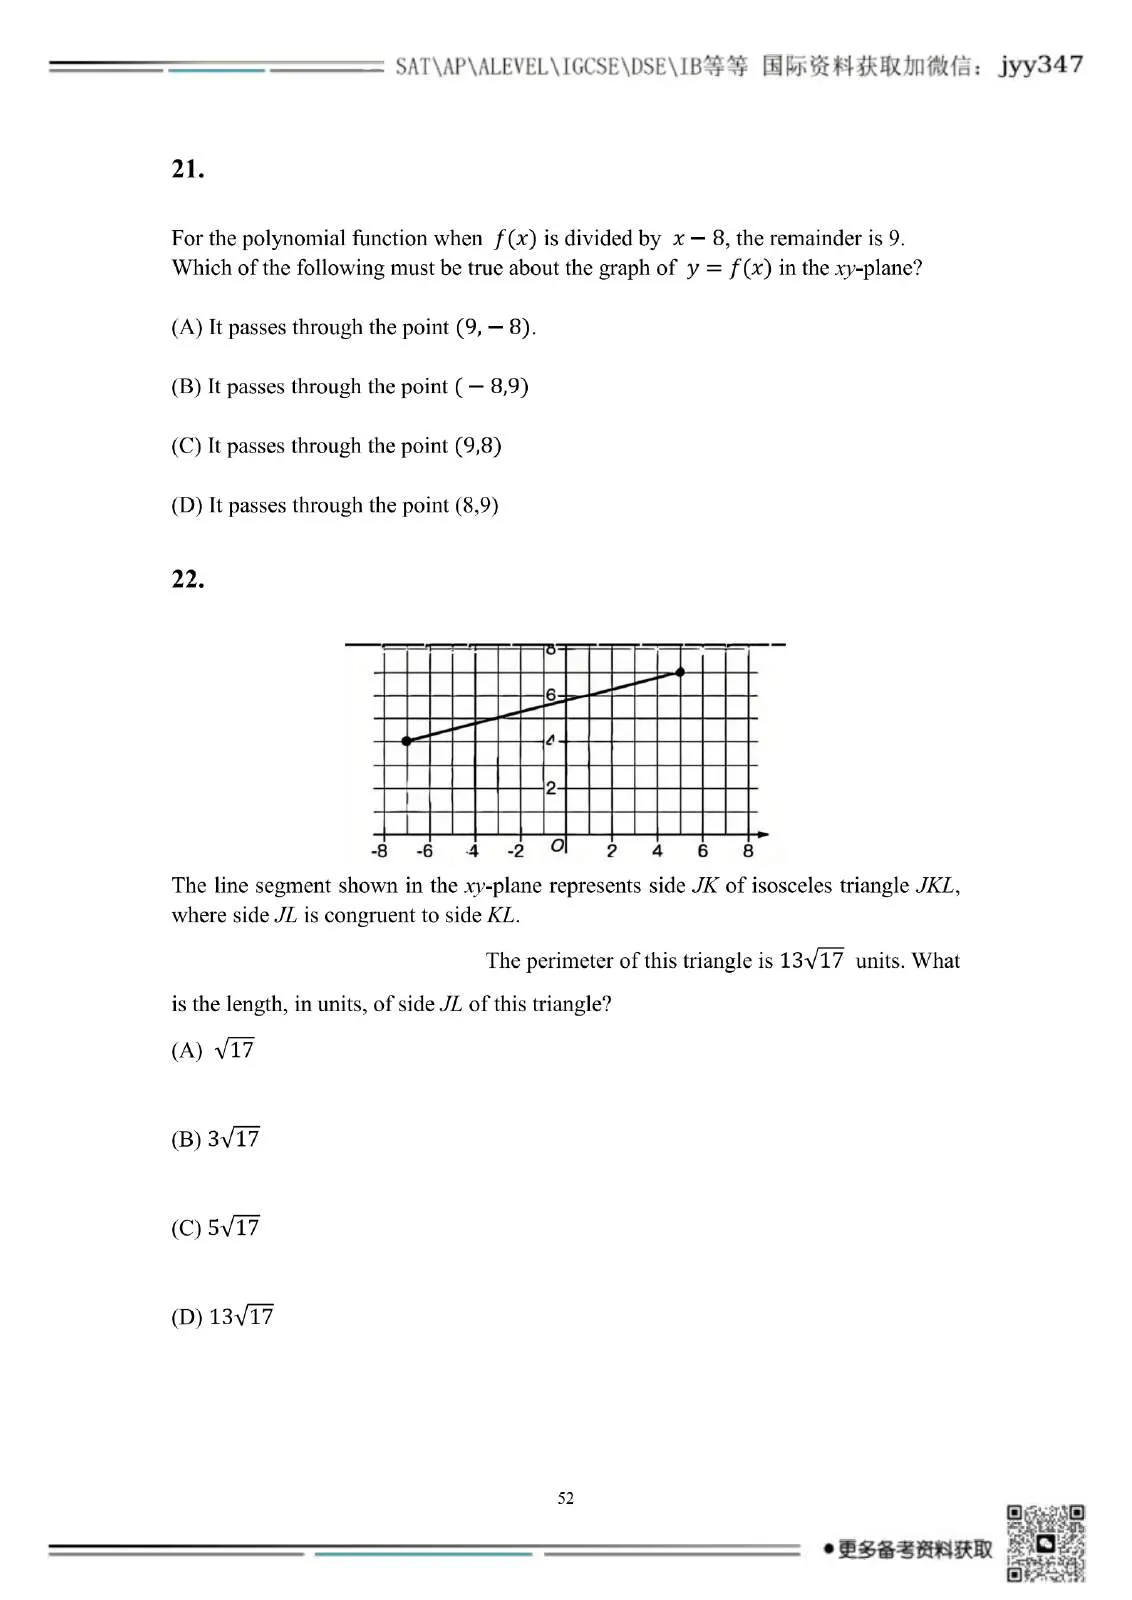 SAT\AP\ALEVEL\IGCSE\DSE\IB等等 国际资料获取加微信: jyy347
21.
For the polynomial function when f(x) is divided by x − 8, the remainder is 9.
Which of the following must be true about the graph of y = f(x) in the xy-plane?
(A) It passes through the point (9, − 8).
(B) It passes through the point ( − 8,9)
(C) It passes through the point (9,8)
(D) It passes through the point (8,9)
22.
8
6
4
2
-8 -6 -4 -2 O 2 4 6 8
The line segment shown in the xy-plane represents side JK of isosceles triangle JKL,
where side JL is congruent to side KL.
The perimeter of this triangle is 13√17 units. What
is the length, in units, of side JL of this triangle?
(A) √17
(B) 3√17
(C) 5√17
(D) 13√17
52
●更多备考资料获取